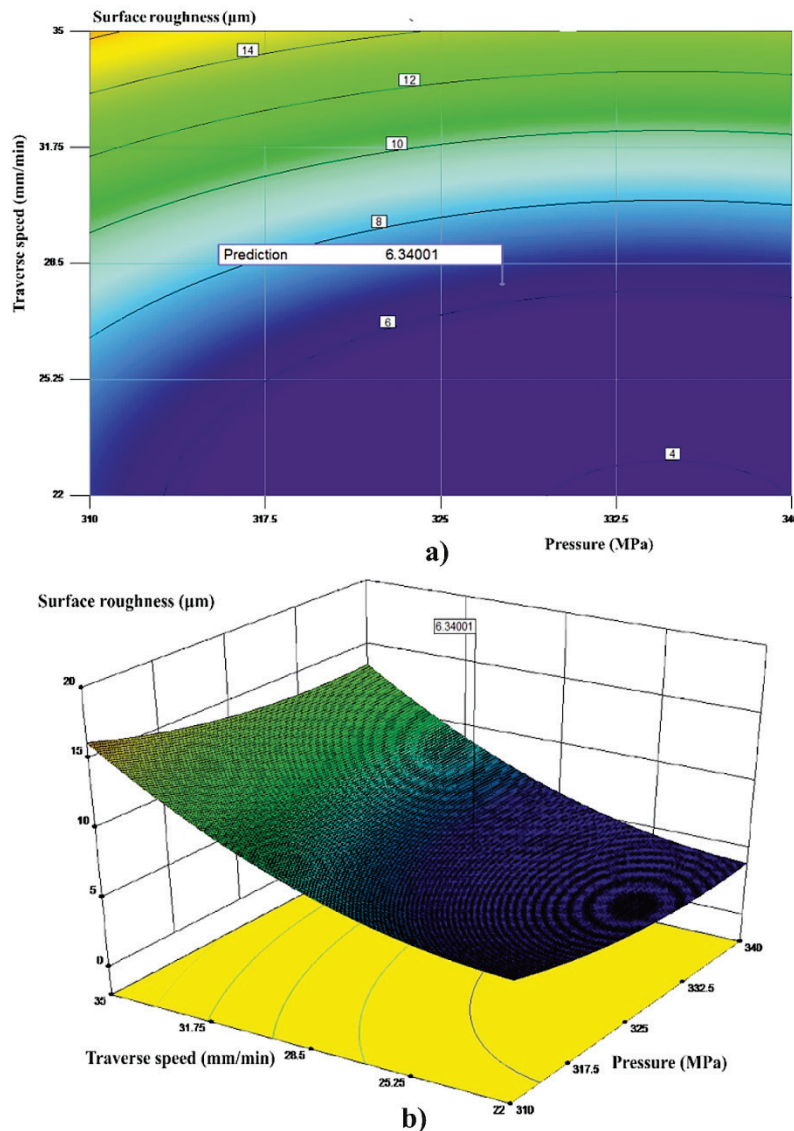 Surface roughness (µm)
35
14
12
31.75
10
8
Traverse speed (mm/min)
Prediction 6.34001
28.5
6
25.25
4
22
310 317.5 325 332.5 340
Pressure (MPa)
a)
Surface roughness (µm)
6.34001
20
15
10
5
0
35
31.75
28.5
25.25
22
Traverse speed (mm/min)
340
332.5
325
317.5
310
Pressure (MPa)
b)